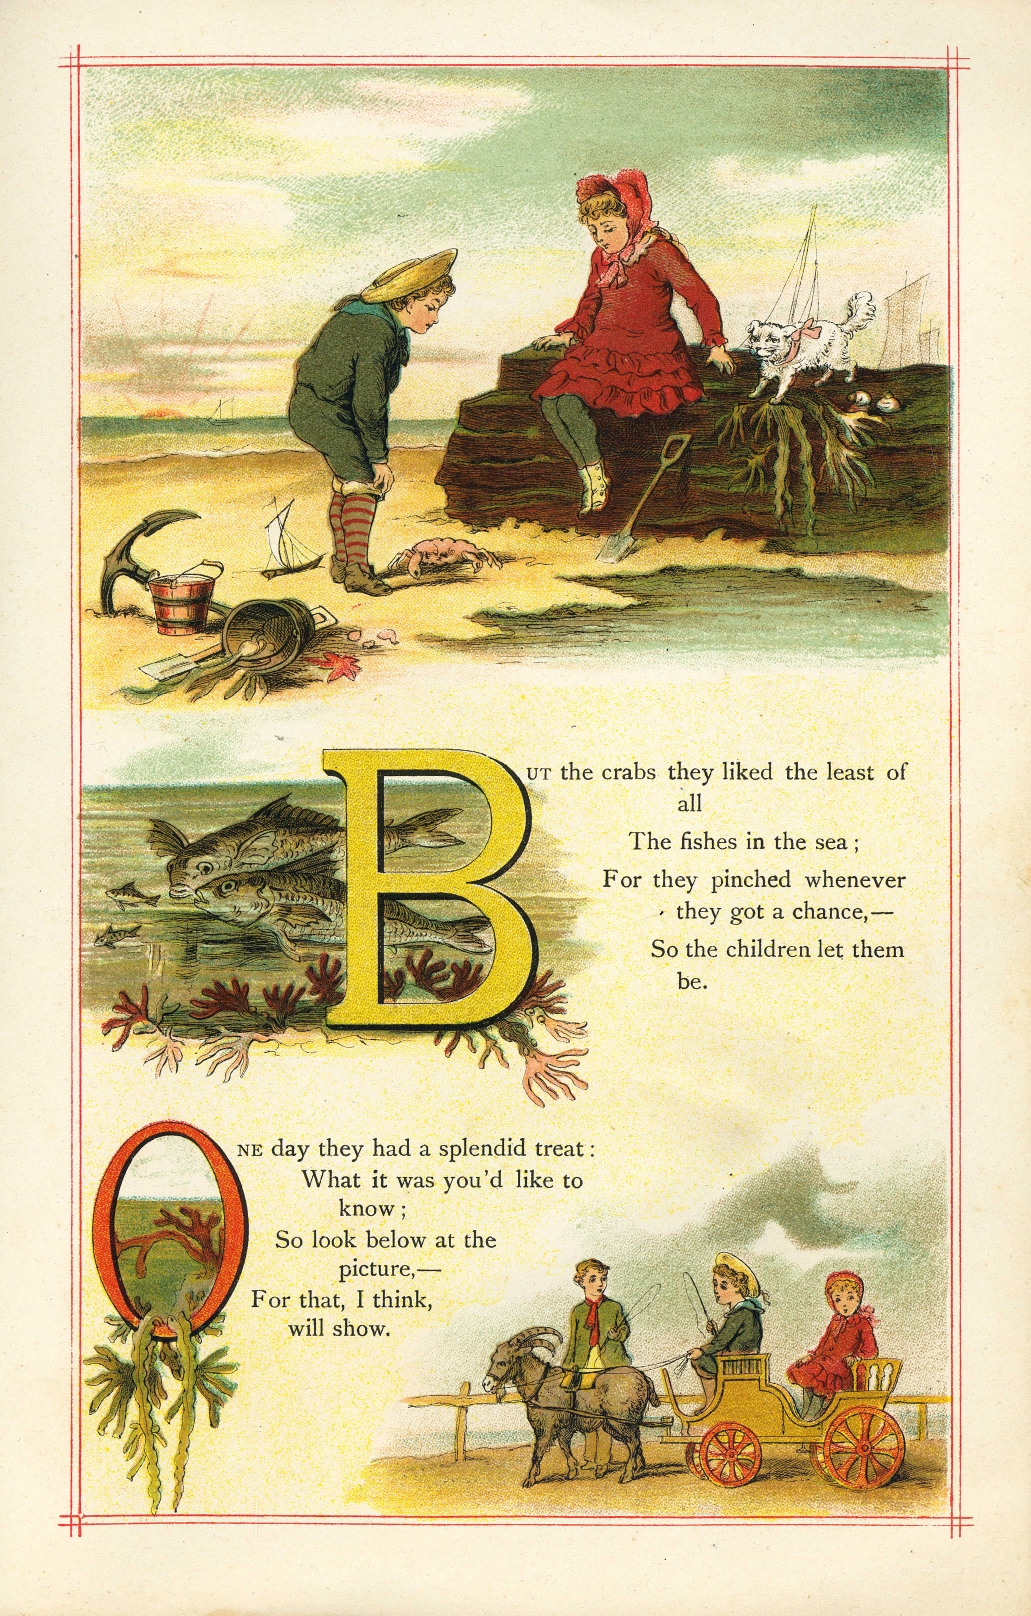 BUT the crabs they liked the least of
all
The fishes in the sea;
For they pinched whenever
they got a chance,—
So the children let them
be.
ONE day they had a splendid treat:
What it was you'd like to
know;
So look below at the
picture,—
For that, I think,
will show.